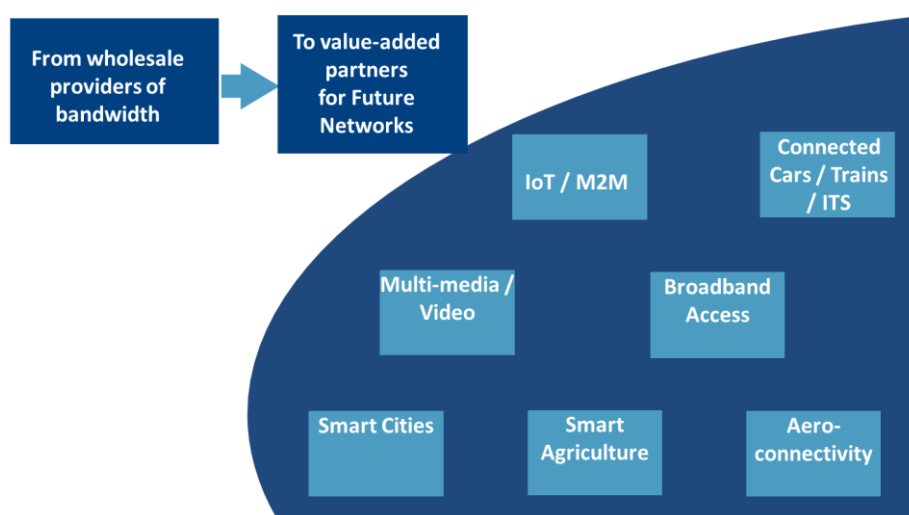 From wholesale
providers of
bandwidth
To value-added
partners
for Future
Networks
IoT / M2M
Connected
Cars / Trains
/ ITS
Multi-media /
Video
Broadband
Access
Smart Cities
Smart
Agriculture
Aero-
connectivity